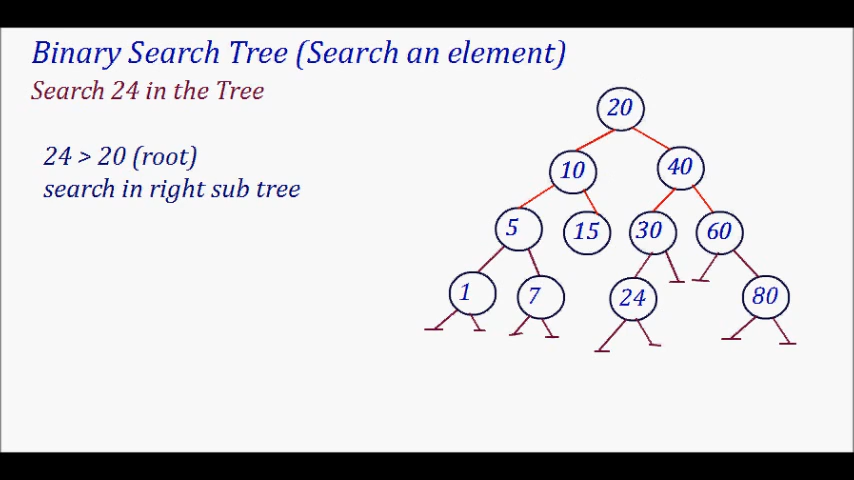 Binary Search Tree (Search an element)
Search 24 in the Tree
24 > 20 (root)
search in right sub tree
20
10 40
5 15 30 60
1 7 24 80